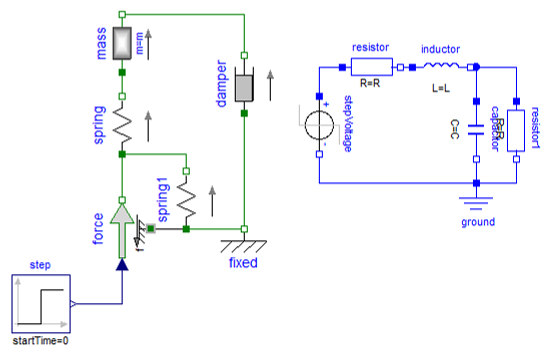 mass
m=m
spring
damper
spring1
force
f
fixed
step
startTime=0
resistor
R=R
inductor
L=L
+
stepVoltage
-
C=C
capacitor
R=R
resistor1
ground